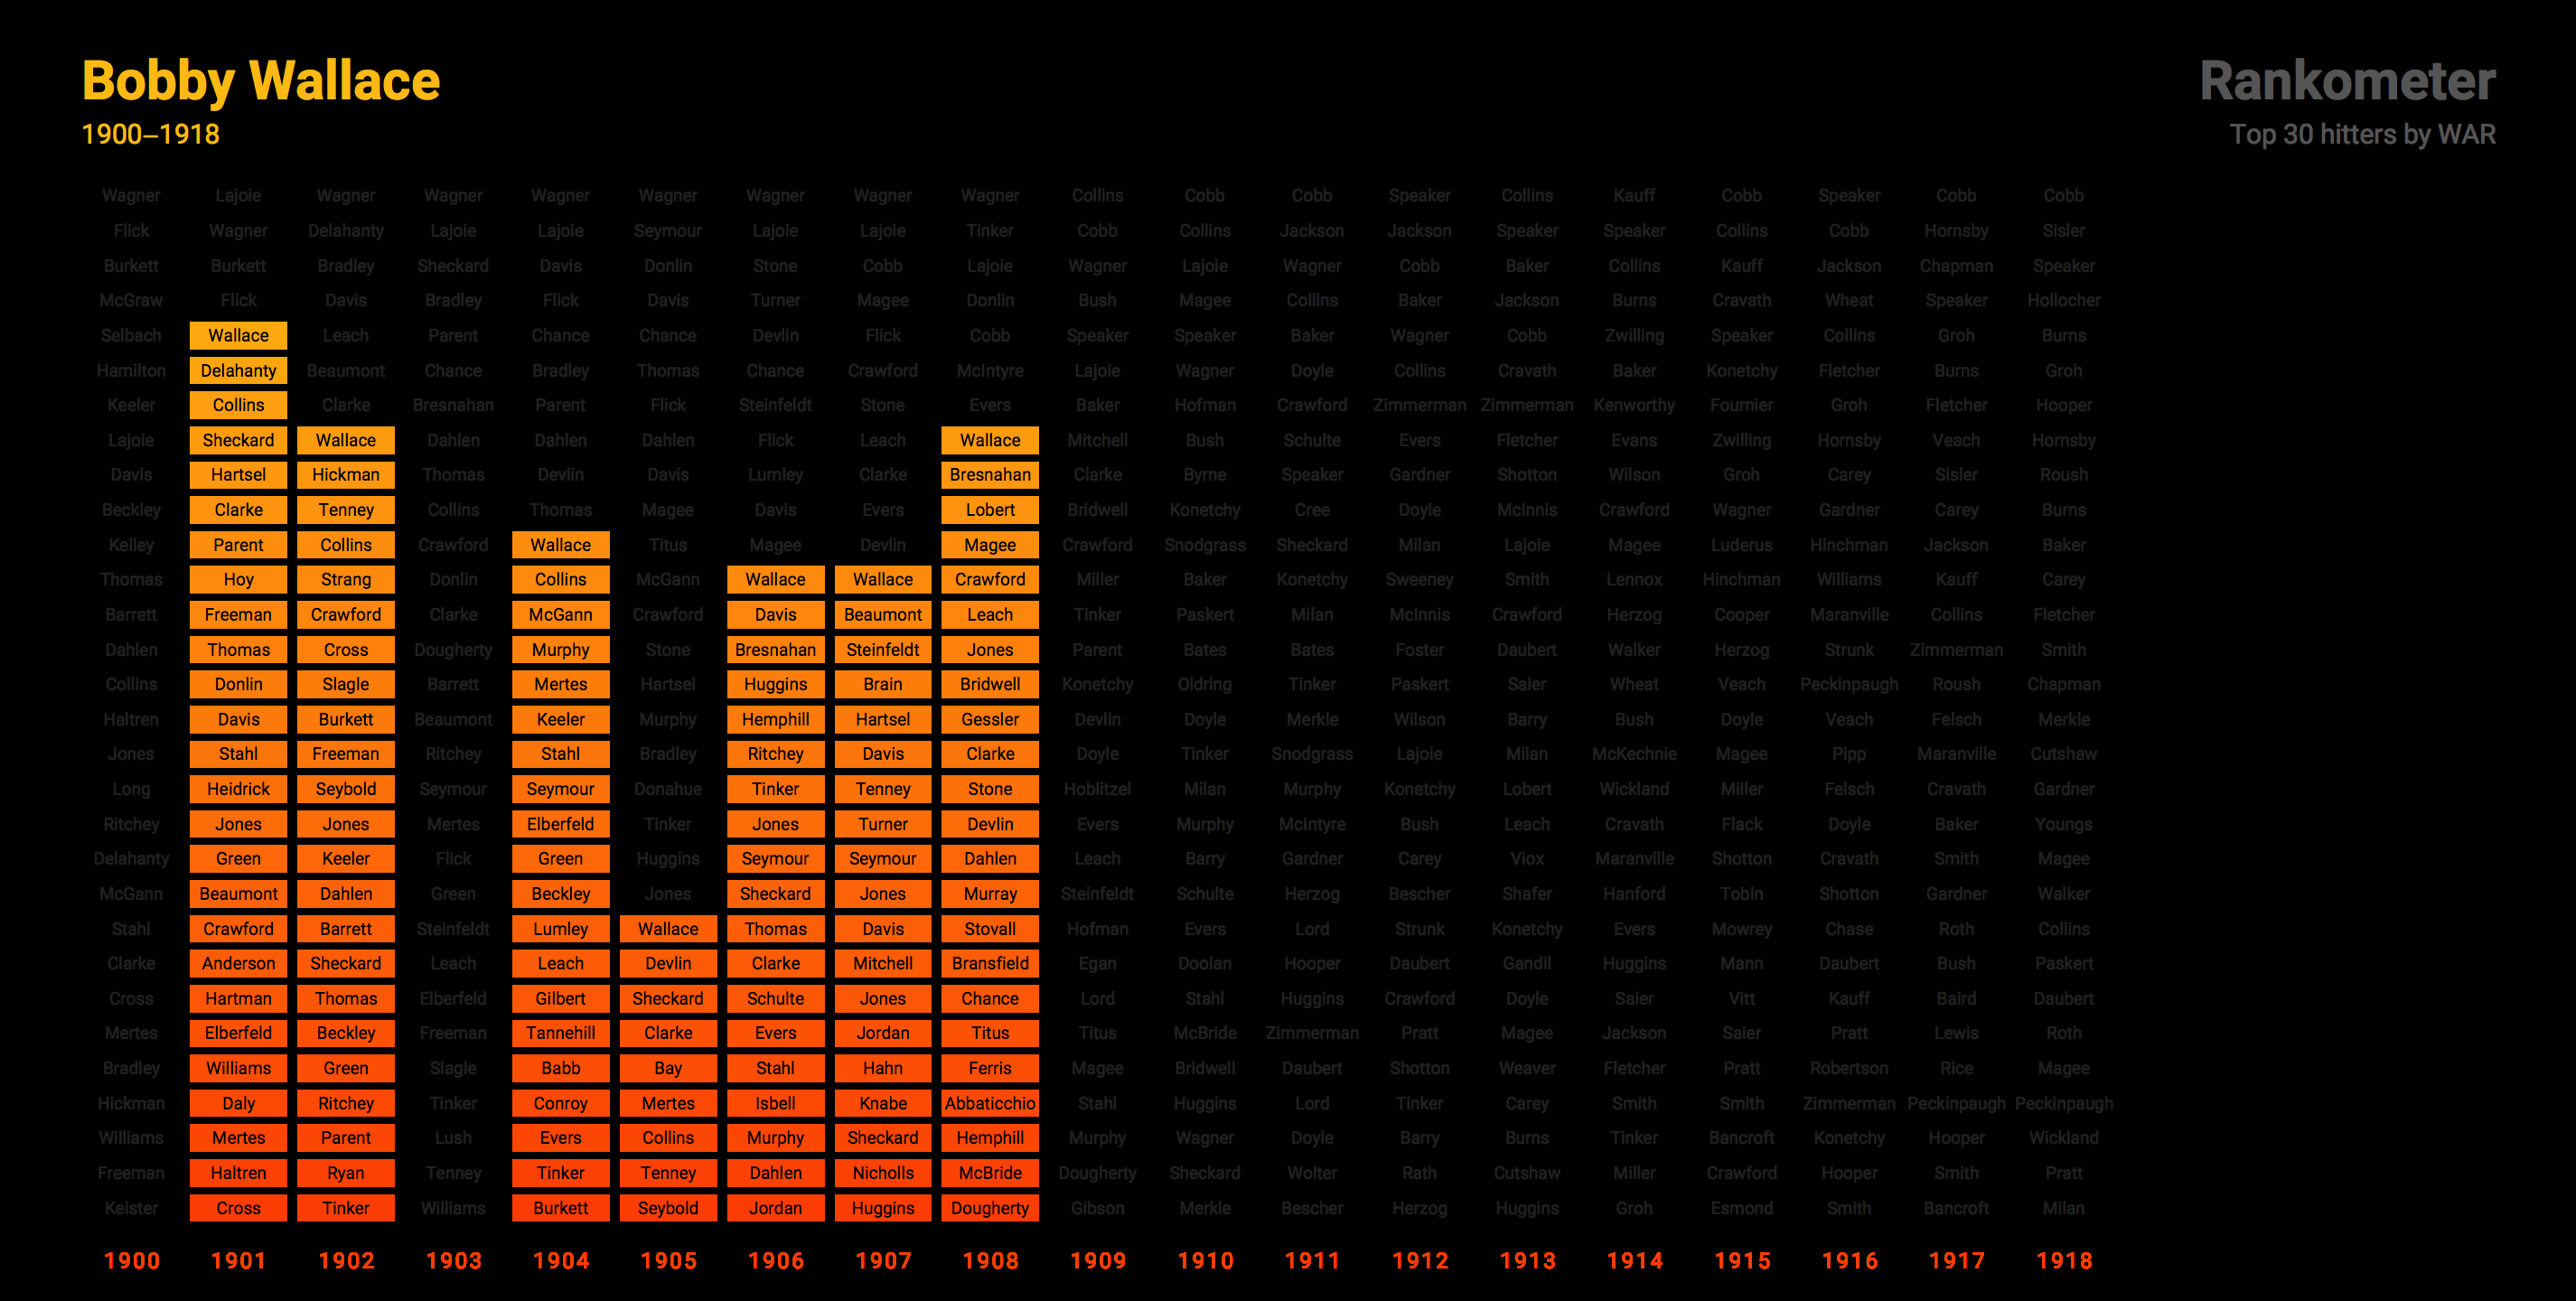 Bobby Wallace
1900–1918
Rankometer
Top 30 hitters by WAR
Wagner Lajoie Wagner Wagner Wagner Wagner Wagner Wagner Wagner Collins Cobb Cobb Speaker Collins Kauff Cobb Speaker Cobb Cobb
Flick Wagner Delahanty Lajoie Lajoie Seymour Lajoie Lajoie Tinker Cobb Collins Jackson Jackson Speaker Speaker Collins Cobb Hornsby Sisler
Burkett Burkett Bradley Sheckard Davis Donlin Stone Cobb Lajoie Wagner Lajoie Wagner Cobb Baker Collins Kauff Jackson Chapman Speaker
McGraw Flick Davis Bradley Flick Davis Turner Magee Donlin Bush Magee Collins Baker Jackson Burns Cravath Wheat Speaker Hollocher
Selbach Wallace Leach Parent Chance Chance Devlin Flick Cobb Speaker Speaker Baker Wagner Cobb Zwilling Speaker Collins Groh Burns
Hamilton Delahanty Beaumont Chance Bradley Thomas Chance Crawford McIntyre Lajoie Wagner Doyle Collins Cravath Baker Konetchy Fletcher Burns Groh
Keeler Collins Clarke Bresnahan Parent Flick Steinfeldt Stone Evers Baker Hofman Crawford Zimmerman Zimmerman Kenworthy Fournier Groh Fletcher Hooper
Lajoie Sheckard Wallace Dahlen Dahlen Dahlen Flick Leach Wallace Mitchell Bush Schulte Evers Fletcher Evans Zwilling Hornsby Veach Hornsby
Davis Hartsel Hickman Thomas Devlin Davis Lumley Clarke Bresnahan Clarke Byrne Speaker Gardner Shotton Wilson Groh Carey Sisler Roush
Beckley Clarke Tenney Collins Thomas Magee Davis Evers Lobert Bridwell Konetchy Cree Doyle McInnis Crawford Wagner Gardner Carey Burns
Kelley Parent Collins Crawford Wallace Titus Magee Devlin Magee Crawford Snodgrass Sheckard Milan Lajoie Magee Luderus Hinchman Jackson Baker
Thomas Hoy Strang Donlin Collins McGann Wallace Wallace Crawford Miller Baker Konetchy Sweeney Smith Lennox Hinchman Williams Kauff Carey
Barrett Freeman Crawford Clarke McGann Crawford Davis Beaumont Leach Tinker Paskert Milan McInnis Crawford Herzog Cooper Maranville Collins Fletcher
Dahlen Thomas Cross Dougherty Murphy Stone Bresnahan Steinfeldt Jones Parent Bates Bates Foster Daubert Walker Herzog Strunk Zimmerman Smith
Collins Donlin Slagle Barrett Mertes Hartsel Huggins Brain Bridwell Konetchy Oldring Tinker Paskert Saier Wheat Veach Peckinpaugh Roush Chapman
Haltren Davis Burkett Beaumont Keeler Murphy Hemphill Hartsel Gessler Devlin Doyle Merkle Wilson Barry Bush Doyle Veach Felsch Merkle
Jones Stahl Freeman Ritchey Stahl Bradley Ritchey Davis Clarke Doyle Tinker Snodgrass Lajoie Milan McKechnie Magee Pipp Maranville Cutshaw
Long Heidrick Seybold Seymour Seymour Donahue Tinker Tenney Stone Hoblitzel Milan Murphy Konetchy Lobert Wickland Miller Felsch Cravath Gardner
Ritchey Jones Jones Mertes Elberfeld Tinker Jones Turner Devlin Evers Murphy McIntyre Bush Leach Cravath Flack Doyle Baker Youngs
Delahanty Green Keeler Flick Green Huggins Seymour Seymour Dahlen Leach Barry Gardner Carey Viox Maranville Shotton Cravath Smith Magee
McGann Beaumont Dahlen Green Beckley Jones Sheckard Jones Murray Steinfeldt Schulte Herzog Bescher Shafer Hanford Tobin Shotton Gardner Walker
Stahl Crawford Barrett Steinfeldt Lumley Wallace Thomas Davis Stovall Hofman Evers Lord Strunk Konetchy Evers Mowrey Chase Roth Collins
Clarke Anderson Sheckard Leach Leach Devlin Clarke Mitchell Bransfield Egan Doolan Hooper Daubert Gandil Huggins Mann Daubert Bush Paskert
Cross Hartman Thomas Elberfeld Gilbert Sheckard Schulte Jones Chance Lord Stahl Huggins Crawford Doyle Saier Vitt Kauff Baird Daubert
Mertes Elberfeld Beckley Freeman Tannehill Clarke Evers Jordan Titus Titus McBride Zimmerman Pratt Magee Jackson Saier Pratt Lewis Roth
Bradley Williams Green Slagle Babb Bay Stahl Hahn Ferris Magee Bridwell Daubert Shotton Weaver Fletcher Pratt Robertson Rice Magee
Hickman Daly Ritchey Tinker Conroy Mertes Isbell Knabe Abbaticchio Stahl Huggins Lord Tinker Carey Smith Smith Zimmerman Peckinpaugh Peckinpaugh
Williams Mertes Parent Lush Evers Collins Murphy Sheckard Hemphill Murphy Wagner Doyle Barry Burns Tinker Bancroft Konetchy Hooper Wickland
Freeman Haltren Ryan Tenney Tinker Tenney Dahlen Nicholls McBride Dougherty Sheckard Wolter Rath Cutshaw Miller Crawford Hooper Smith Pratt
Keister Cross Tinker Williams Burkett Seybold Jordan Huggins Dougherty Gibson Merkle Bescher Herzog Huggins Groh Esmond Smith Bancroft Milan
1900 1901 1902 1903 1904 1905 1906 1907 1908 1909 1910 1911 1912 1913 1914 1915 1916 1917 1918